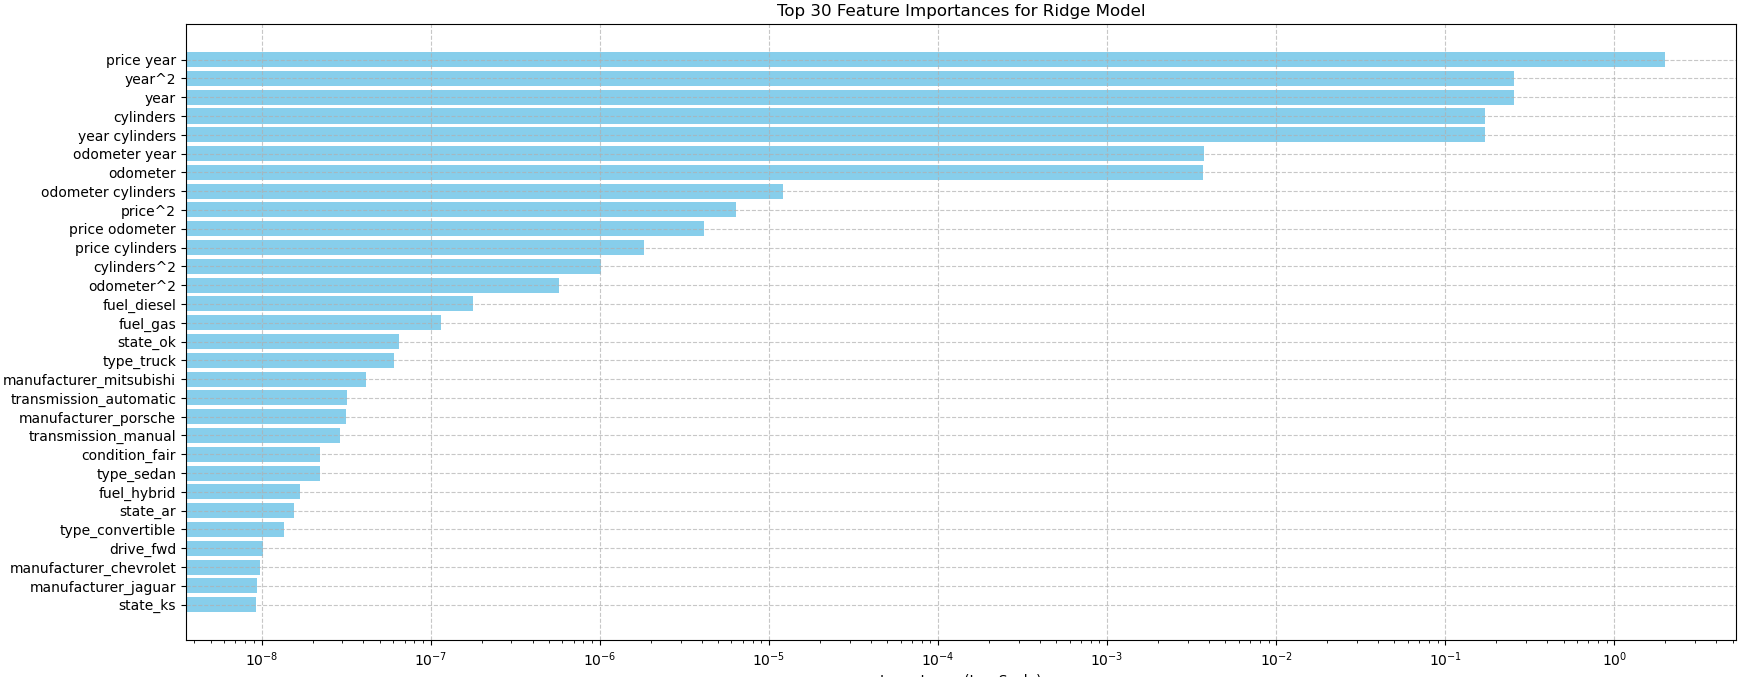 Top 30 Feature Importances for Ridge Model
price year
year^2
year
cylinders
year cylinders
odometer year
odometer
odometer cylinders
price^2
price odometer
price cylinders
cylinders^2
odometer^2
fuel_diesel
fuel_gas
state_ok
type_truck
manufacturer_mitsubishi
transmission_automatic
manufacturer_porsche
transmission_manual
condition_fair
type_sedan
fuel_hybrid
state_ar
type_convertible
drive_fwd
manufacturer_chevrolet
manufacturer_jaguar
state_ks
10⁻⁸ 10⁻⁷ 10⁻⁶ 10⁻⁵ 10⁻⁴ 10⁻³ 10⁻² 10⁻¹ 10⁰